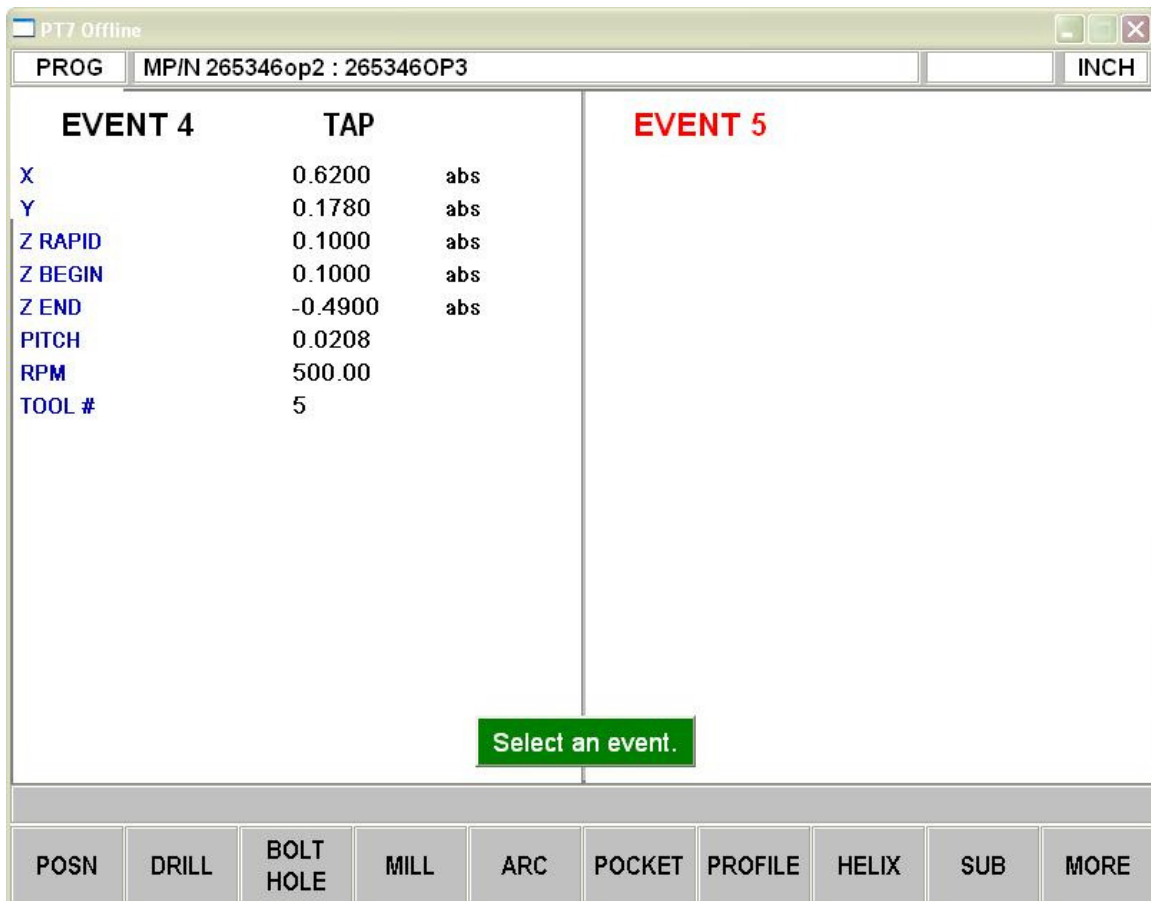 PT7 Offline
PROG MP/N 265346op2 : 265346OP3 INCH
EVENT 4 TAP
X 0.6200 abs
Y 0.1780 abs
Z RAPID 0.1000 abs
Z BEGIN 0.1000 abs
Z END -0.4900 abs
PITCH 0.0208
RPM 500.00
TOOL # 5
EVENT 5
Select an event.
POSN DRILL BOLT HOLE MILL ARC POCKET PROFILE HELIX SUB MORE